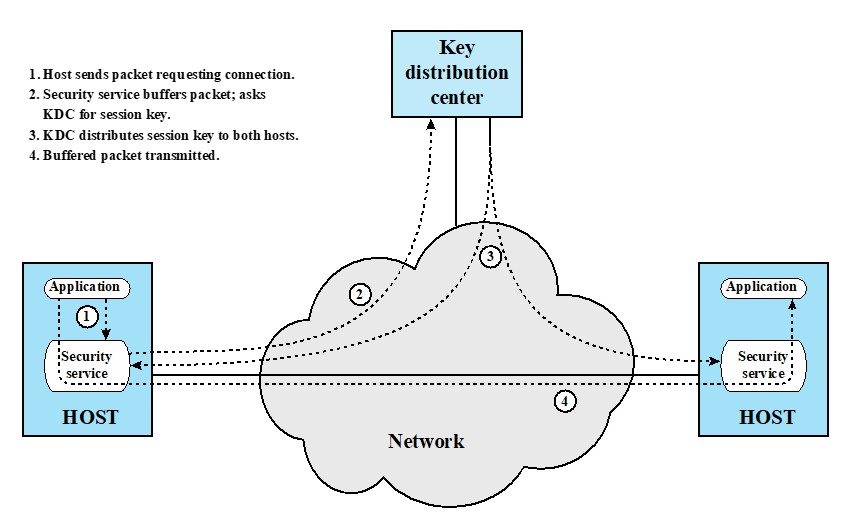 Key
distribution
center
1. Host sends packet requesting connection.
2. Security service buffers packet; asks
KDC for session key.
3. KDC distributes session key to both hosts.
4. Buffered packet transmitted.
3
2
Application
1
Security
service
HOST
Application
Security
service
HOST
4
Network